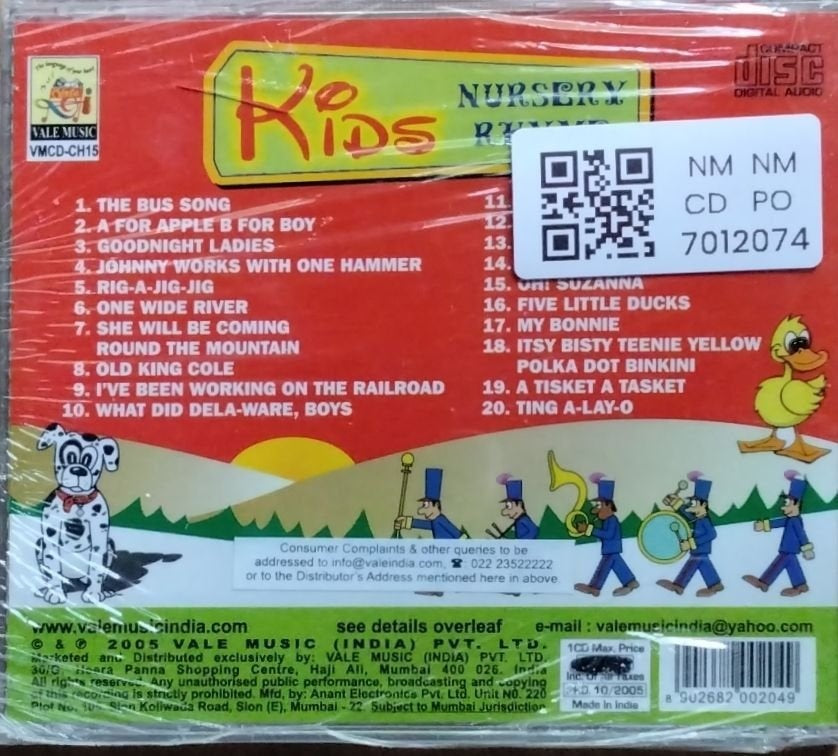 The language of your heart
VALE MUSIC
VMCD-CH15
KiDS
NURSERY
COMPACT
disc
DIGITAL AUDIO
NM NM
CD PO
7012074
1. THE BUS SONG
2. A FOR APPLE B FOR BOY
3. GOODNIGHT LADIES
4. JOHNNY WORKS WITH ONE HAMMER
5. RIG-A-JIG-JIG
6. ONE WIDE RIVER
7. SHE WILL BE COMING
ROUND THE MOUNTAIN
8. OLD KING COLE
9. I'VE BEEN WORKING ON THE RAILROAD
10. WHAT DID DELA-WARE, BOYS
11.
12.
13.
14.
15. OH! SUZANNA
16. FIVE LITTLE DUCKS
17. MY BONNIE
18. ITSY BISTY TEENIE YELLOW
POLKA DOT BINKINI
19. A TISKET A TASKET
20. TING A-LAY-O
Consumer Complaints & other queries to be
addressed to info@valeindia.com, ☎: 022 23522222
or to the Distributor's Address mentioned here in above.
www.valemusicindia.com see details overleaf e-mail : valemusicindia@yahoo.com
© & ℗ 2005 VALE MUSIC (INDIA) PVT. LTD.
Marketed and Distributed exclusively by: VALE MUSIC (INDIA) PVT. LTD.
30/G Heera Panna Shopping Centre, Haji Ali, Mumbai 400 026, India
All rights reserved. Any unauthorised public performance, broadcasting and copying
of this recording is strictly prohibited. Mfd, by: Anant Electronics Pvt. Ltd. Unit N0. 220
Plot No. Sion Koliwada Road, Sion (E), Mumbai - 22. Subject to Mumbai Jurisdiction
1CD Max. Price
Inc. Of All Taxes
PKD. 10/2005
Made in India
8 902682 002049